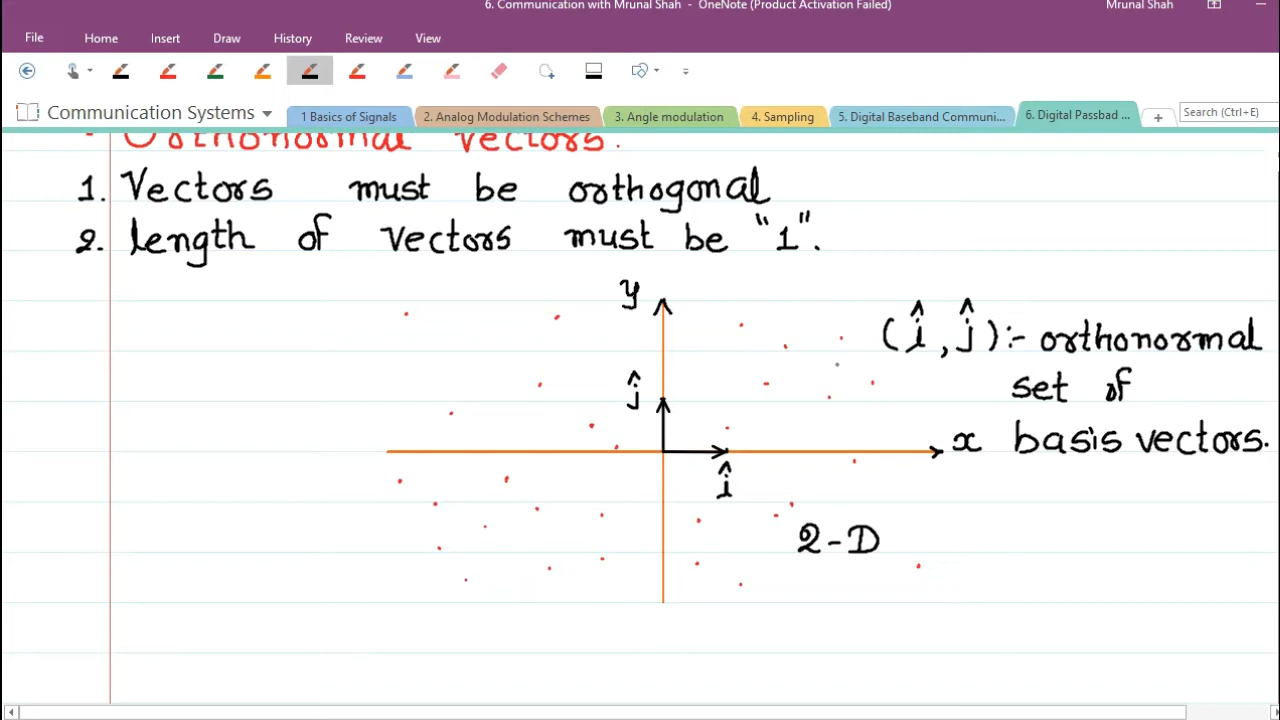 6. Communication with Mrunal Shah - OneNote (Product Activation Failed)
Mrunal Shah
File Home Insert Draw History Review View
Communication Systems
1 Basics of Signals
2. Analog Modulation Schemes
3. Angle modulation
4. Sampling
5. Digital Baseband Communi...
6. Digital Passbad ...
+
Search (Ctrl+E)
• Orthonormal vectors.
1. Vectors must be orthogonal
2. length of vectors must be "1".
y
ĵ
x
î
2-D
(î, ĵ) :- orthonormal
set of
basis vectors.